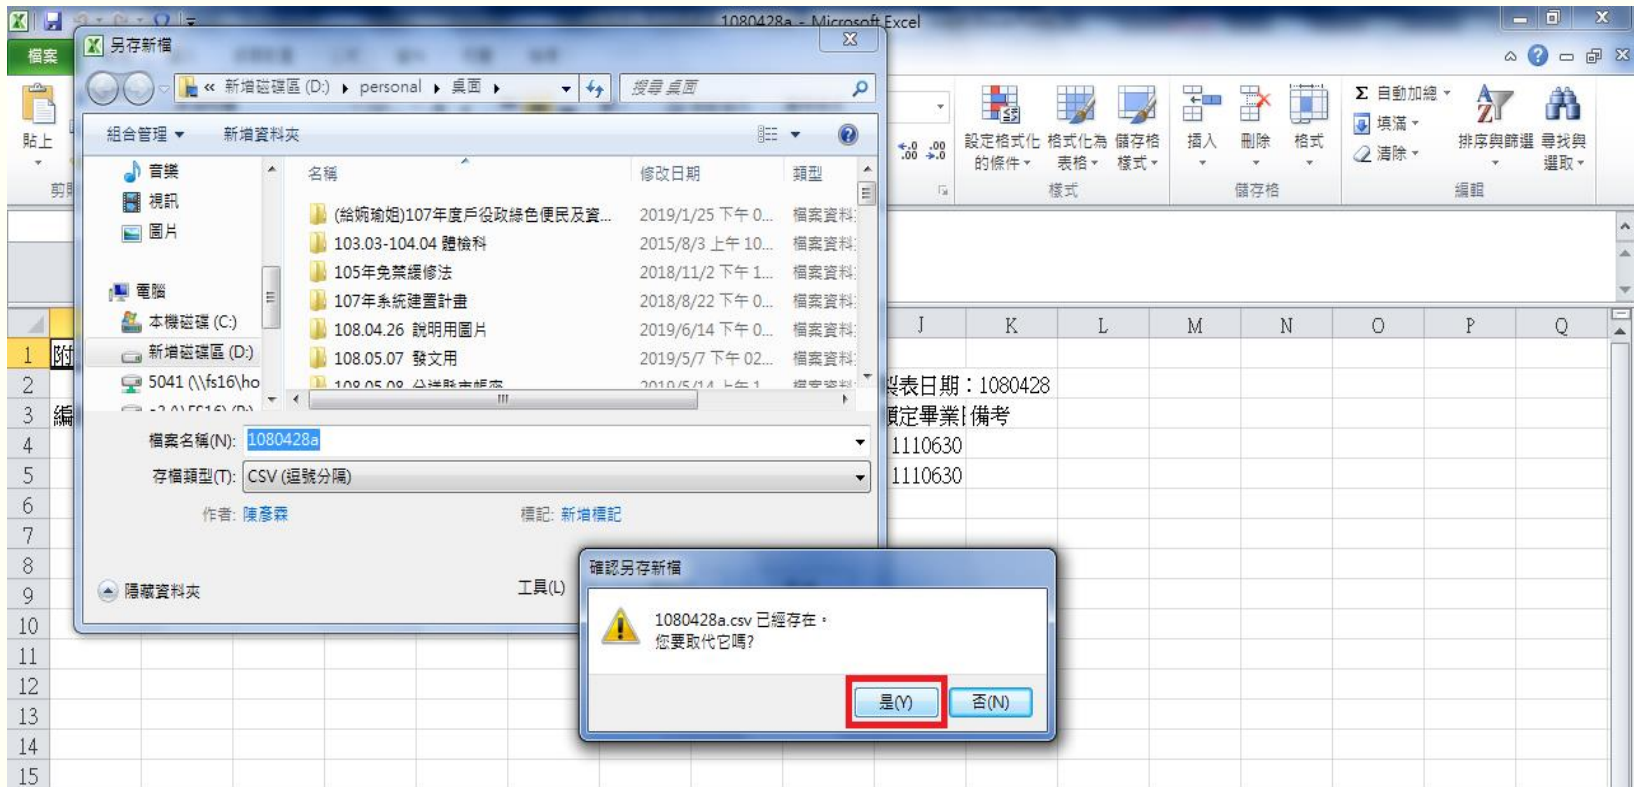 1080428a - Microsoft Excel
另存新檔
檔案
« 新增磁碟區 (D:) ▸ personal ▸ 桌面 ▸
搜尋 桌面
組合管理 ▼ 新增資料夾
音樂
視訊
圖片
電腦
本機磁碟 (C:)
新增磁碟區 (D:)
5041 (\\fs16\ho
名稱 修改日期 類型
(給婉瑜姐)107年度戶役政綠色便民及資... 2019/1/25 下午 0... 檔案資料
103.03-104.04 體檢科 2015/8/3 上午 10... 檔案資料
105年免禁緩修法 2018/11/2 下午 1... 檔案資料
107年系統建置計畫 2018/8/22 下午 0... 檔案資料
108.04.26 說明用圖片 2019/6/14 下午 0... 檔案資料
108.05.07 發文用 2019/5/7 下午 02... 檔案資料
檔案名稱(N): 1080428a
存檔類型(T): CSV (逗號分隔)
作者: 陳彥霖 標記: 新增標記
隱藏資料夾 工具(L)
確認另存新檔
1080428a.csv 已經存在。
您要取代它嗎?
是(Y) 否(N)
貼上
設定格式化的條件
格式化為表格
儲存格樣式
樣式
插入 刪除 格式
儲存格
Σ 自動加總
填滿
清除
排序與篩選
尋找與選取
編輯
J K L M N O P Q
1 附
2 製表日期：1080428
3 編 預定畢業 備考
4 1110630
5 1110630
6
7
8
9
10
11
12
13
14
15